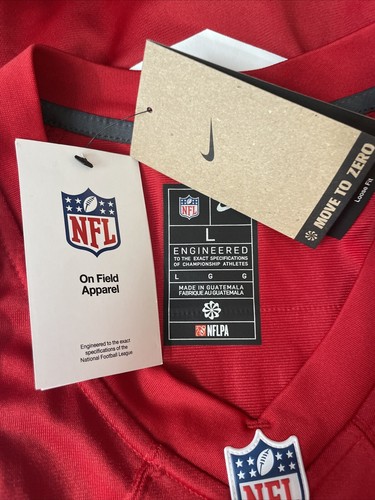 MOVE TO ZERO
Loose Fit
NFL
On Field
Apparel
Engineered to the exact
specifications of the
National Football League
NFL
L
ENGINEERED
TO THE EXACT SPECIFICATIONS
OF CHAMPIONSHIP ATHLETES
L G G
MADE IN GUATEMALA
FABRIQUE AU GUATEMALA
NFLPA
NFL